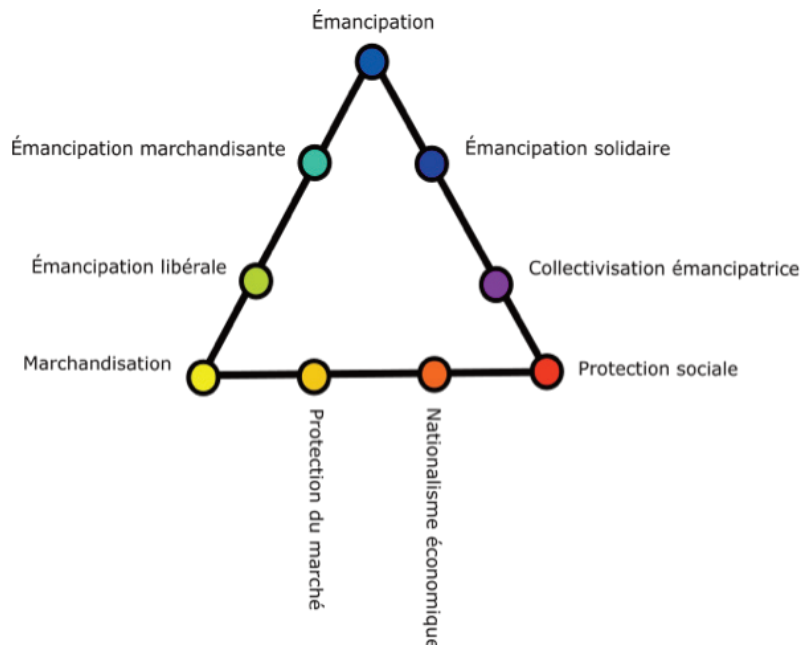 Émancipation
Émancipation marchandisante
Émancipation solidaire
Émancipation libérale
Collectivisation émancipatrice
Marchandisation
Protection sociale
Protection du marché
Nationalisme économique